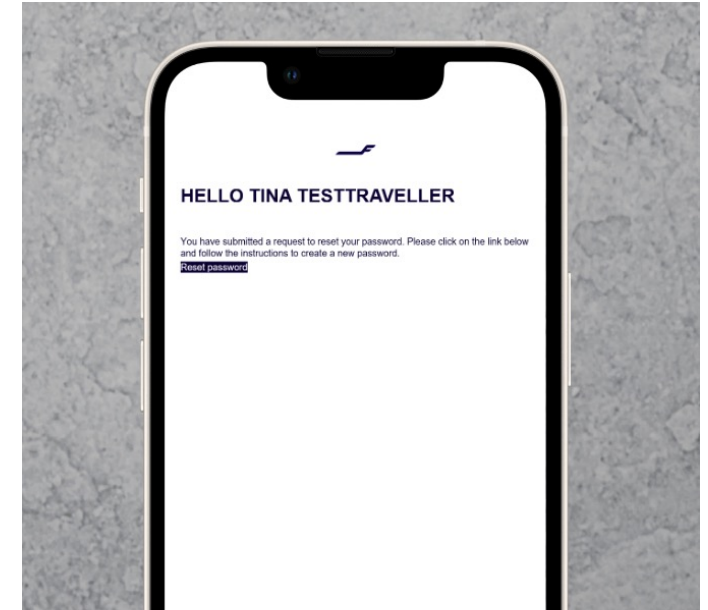 HELLO TINA TESTTRAVELLER
You have submitted a request to reset your password. Please click on the link below
and follow the instructions to create a new password.
Reset password